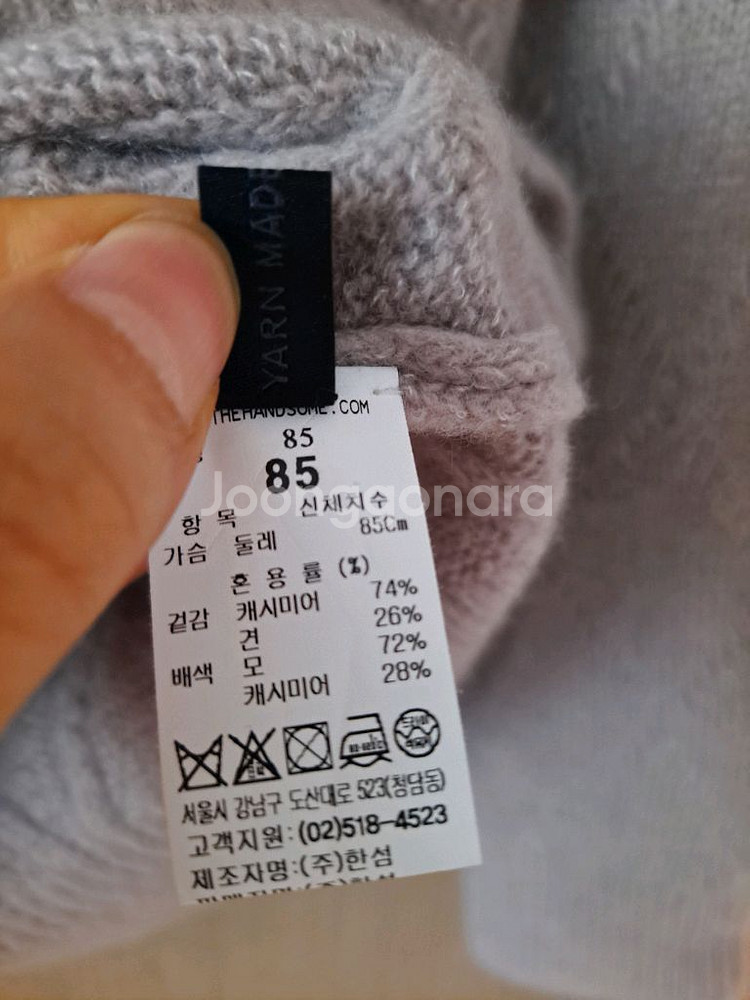 YARN MADE
THEHANDSOME.COM
85
85
Joonggonara
항 목 신체치수
가슴 둘레 85Cm
혼 용 률 (%)
겉감 캐시미어 74%
견 26%
배색 모 72%
캐시미어 28%
서울시 강남구 도산대로 523(청담동)
고객지원:(02)518-4523
제조자명:(주)한섬